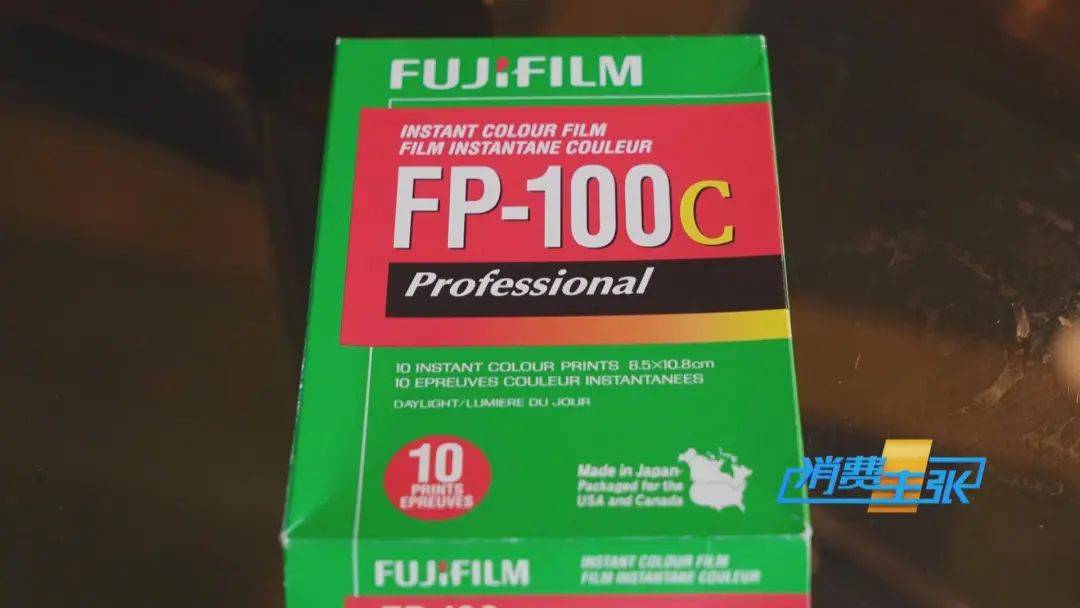 FUJIFILM
INSTANT COLOUR FILM
FILM INSTANTANE COULEUR
FP-100C
Professional
10 INSTANT COLOUR PRINTS 8.5×10.8cm
10 EPREUVES COULEUR INSTANTANEES
DAYLIGHT/LUMIERE DU JOUR
10
PRINTS
EPREUVES
Made in Japan-
Packaged for the
USA and Canada
消费主张
FUJIFILM
INSTANT COLOUR FILM
FILM INSTANTANE COULEUR